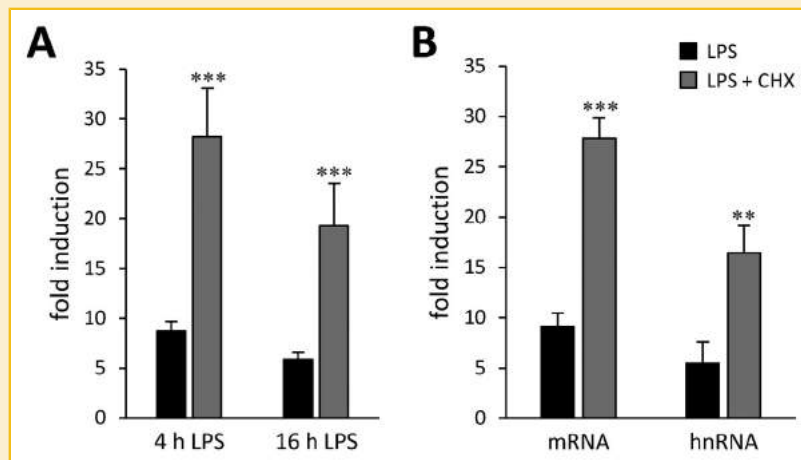 A
fold induction
35
30
25
20
15
10
5
0
***
***
4 h LPS 16 h LPS
B
LPS
LPS + CHX
fold induction
35
30
25
20
15
10
5
0
***
**
mRNA hnRNA